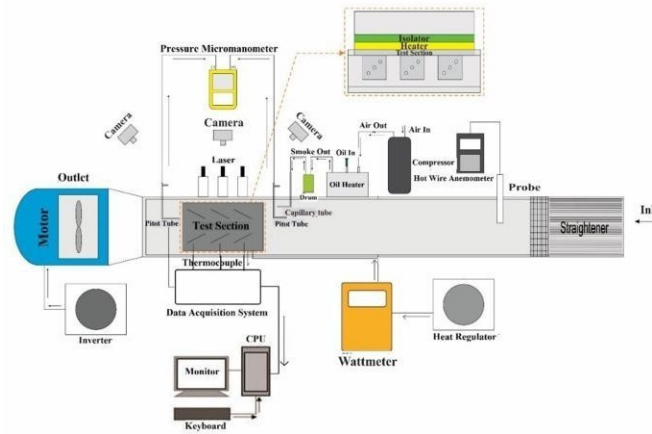 Isolator
Heater
Test Section
Pressure Micromanometer
Camera
Camera
Camera
Air Out
Air In
Smoke Out
Oil In
Laser
Compressor
Hot Wire Anemometer
Outlet
Drum
Oil Heater
Probe
Motor
Pitot Tube
Test Section
Capillary tube
Pitot Tube
Straightener
Thermocouple
Data Acquisition System
Inverter
CPU
Monitor
Wattmeter
Heat Regulator
Keyboard